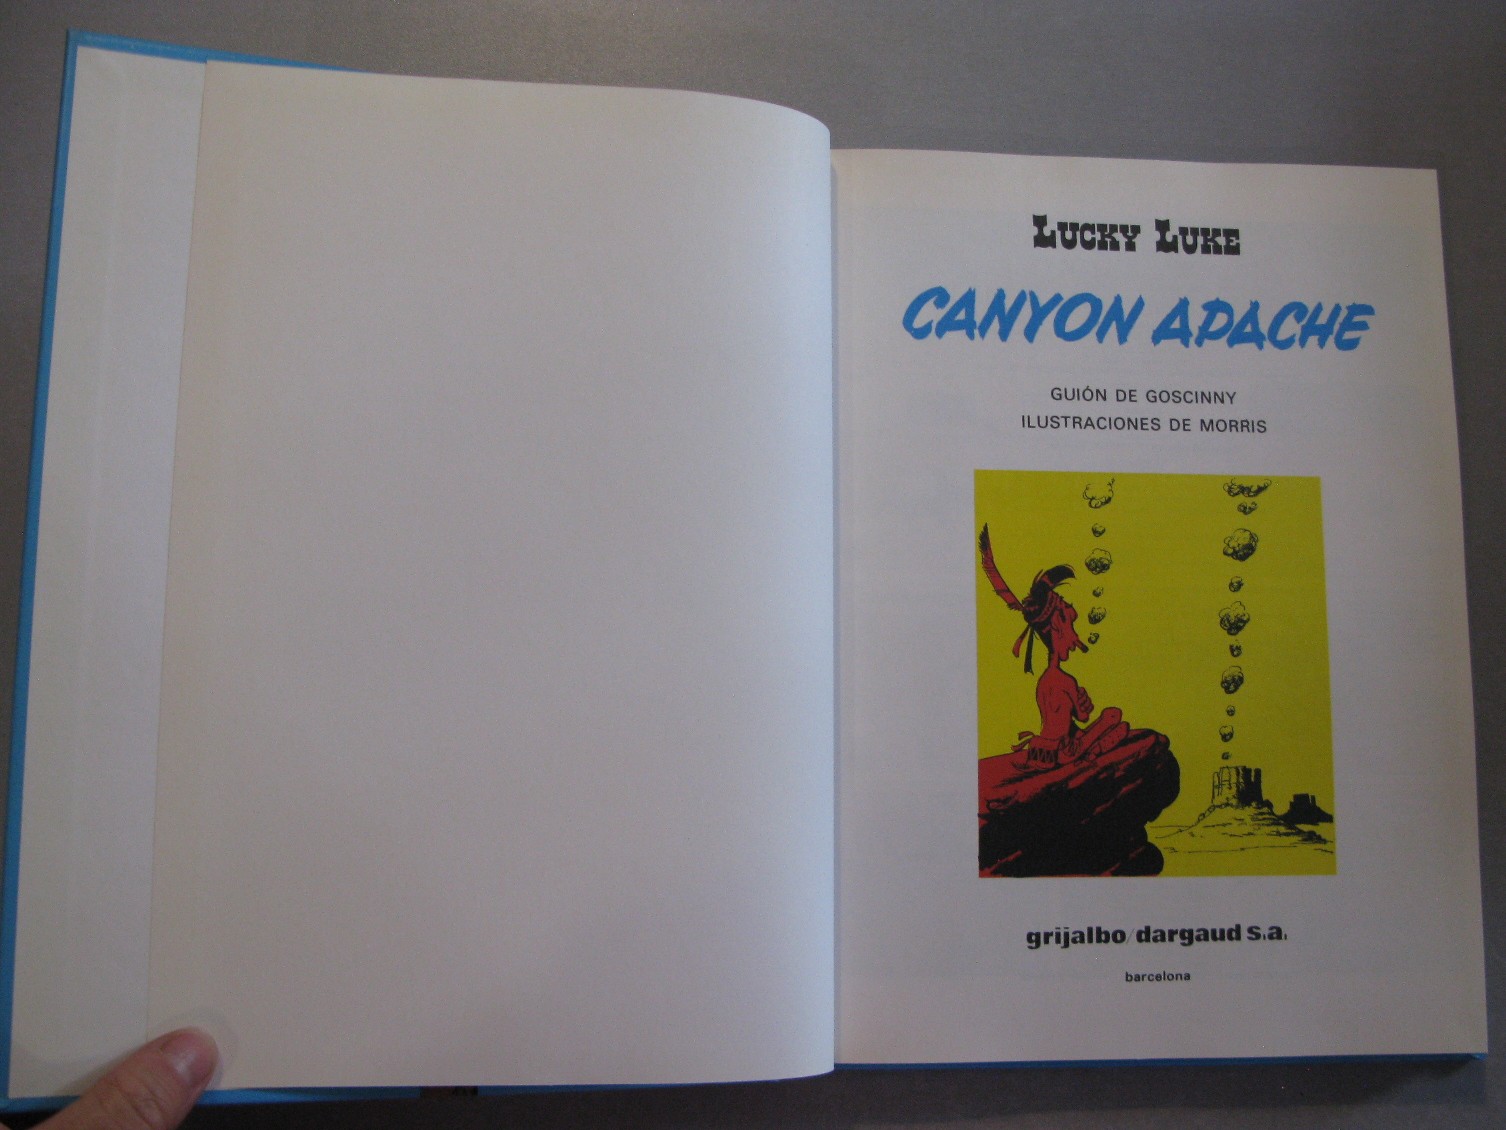 LUCKY LUKE
CANYON APACHE
GUIÓN DE GOSCINNY
ILUSTRACIONES DE MORRIS
grijalbo/dargaud s.a.
barcelona